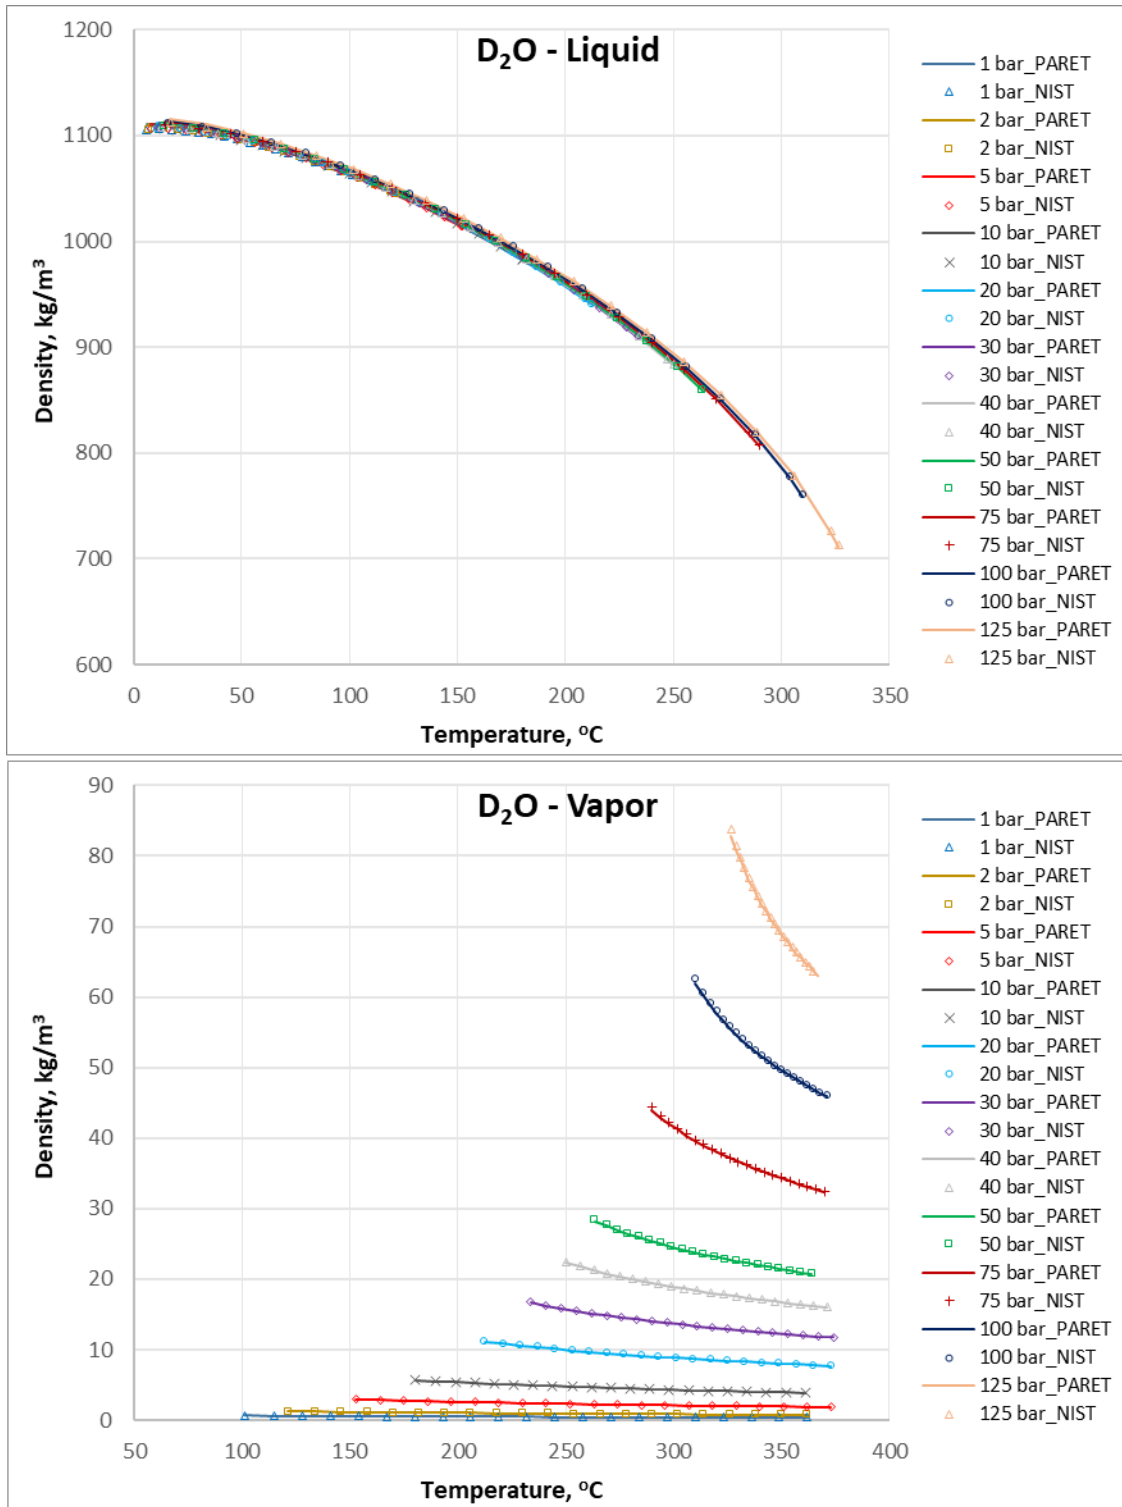 D₂O - Liquid
1200
1100
1000
900
800
700
600
Density, kg/m³
0 50 100 150 200 250 300 350
Temperature, ᴼC
1 bar_PARET
1 bar_NIST
2 bar_PARET
2 bar_NIST
5 bar_PARET
5 bar_NIST
10 bar_PARET
10 bar_NIST
20 bar_PARET
20 bar_NIST
30 bar_PARET
30 bar_NIST
40 bar_PARET
40 bar_NIST
50 bar_PARET
50 bar_NIST
75 bar_PARET
75 bar_NIST
100 bar_PARET
100 bar_NIST
125 bar_PARET
125 bar_NIST
D₂O - Vapor
90
80
70
60
50
40
30
20
10
0
Density, kg/m³
50 100 150 200 250 300 350 400
Temperature, ᴼC
1 bar_PARET
1 bar_NIST
2 bar_PARET
2 bar_NIST
5 bar_PARET
5 bar_NIST
10 bar_PARET
10 bar_NIST
20 bar_PARET
20 bar_NIST
30 bar_PARET
30 bar_NIST
40 bar_PARET
40 bar_NIST
50 bar_PARET
50 bar_NIST
75 bar_PARET
75 bar_NIST
100 bar_PARET
100 bar_NIST
125 bar_PARET
125 bar_NIST